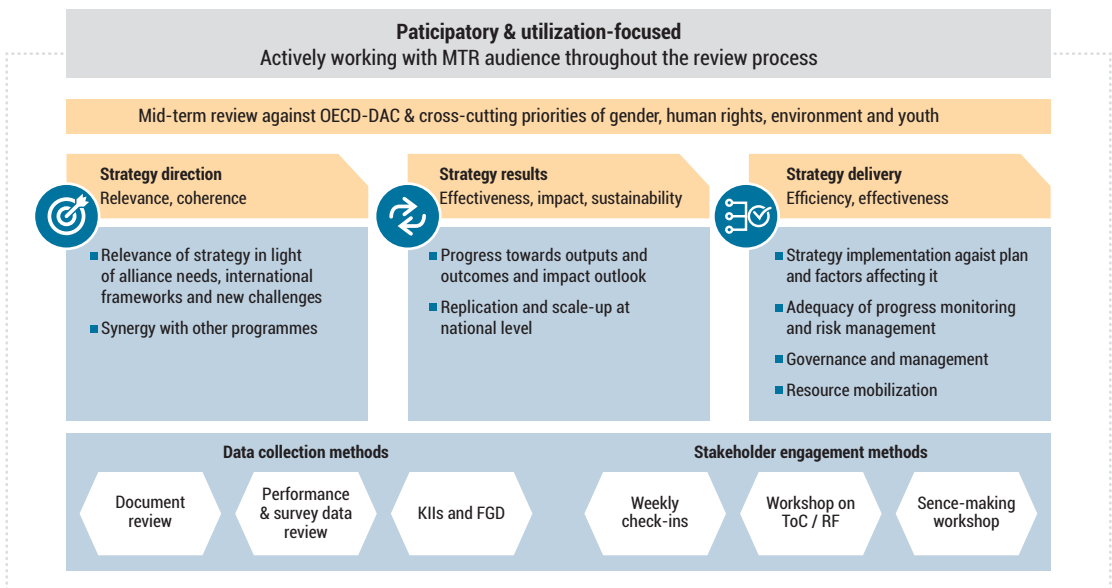 Paticipatory & utilization-focused
Actively working with MTR audience throughout the review process
Mid-term review against OECD-DAC & cross-cutting priorities of gender, human rights, environment and youth
Strategy direction
Relevance, coherence
Relevance of strategy in light
of alliance needs, international
frameworks and new challenges
Synergy with other programmes
Strategy results
Effectiveness, impact, sustainability
Progress towards outputs and
outcomes and impact outlook
Replication and scale-up at
national level
Strategy delivery
Efficiency, effectiveness
Strategy implementation agaist plan
and factors affecting it
Adequacy of progress monitoring
and risk management
Governance and management
Resource mobilization
Data collection methods
Document
review
Performance
& survey data
review
KIIs and FGD
Stakeholder engagement methods
Weekly
check-ins
Workshop on
ToC / RF
Sence-making
workshop